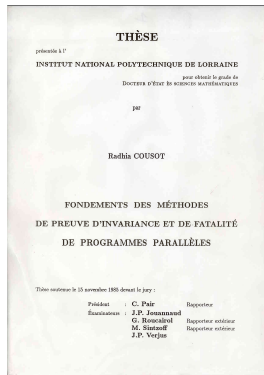 THÈSE
présentée à l'
INSTITUT NATIONAL POLYTECHNIQUE DE LORRAINE
pour obtenir le grade de
DOCTEUR D'ÉTAT ÈS SCIENCES MATHÉMATIQUES
par
Radhia COUSOT
FONDEMENTS DES MÉTHODES
DE PREUVE D'INVARIANCE ET DE FATALITÉ
DE PROGRAMMES PARALLÈLES
Thèse soutenue le 15 novembre 1985 devant le jury :
Président : C. Pair Rapporteur
Éxaminateurs : J.P. Jouannaud
G. Roucairol Rapporteur extérieur
M. Sintzoff Rapporteur extérieur
J.P. Verjus